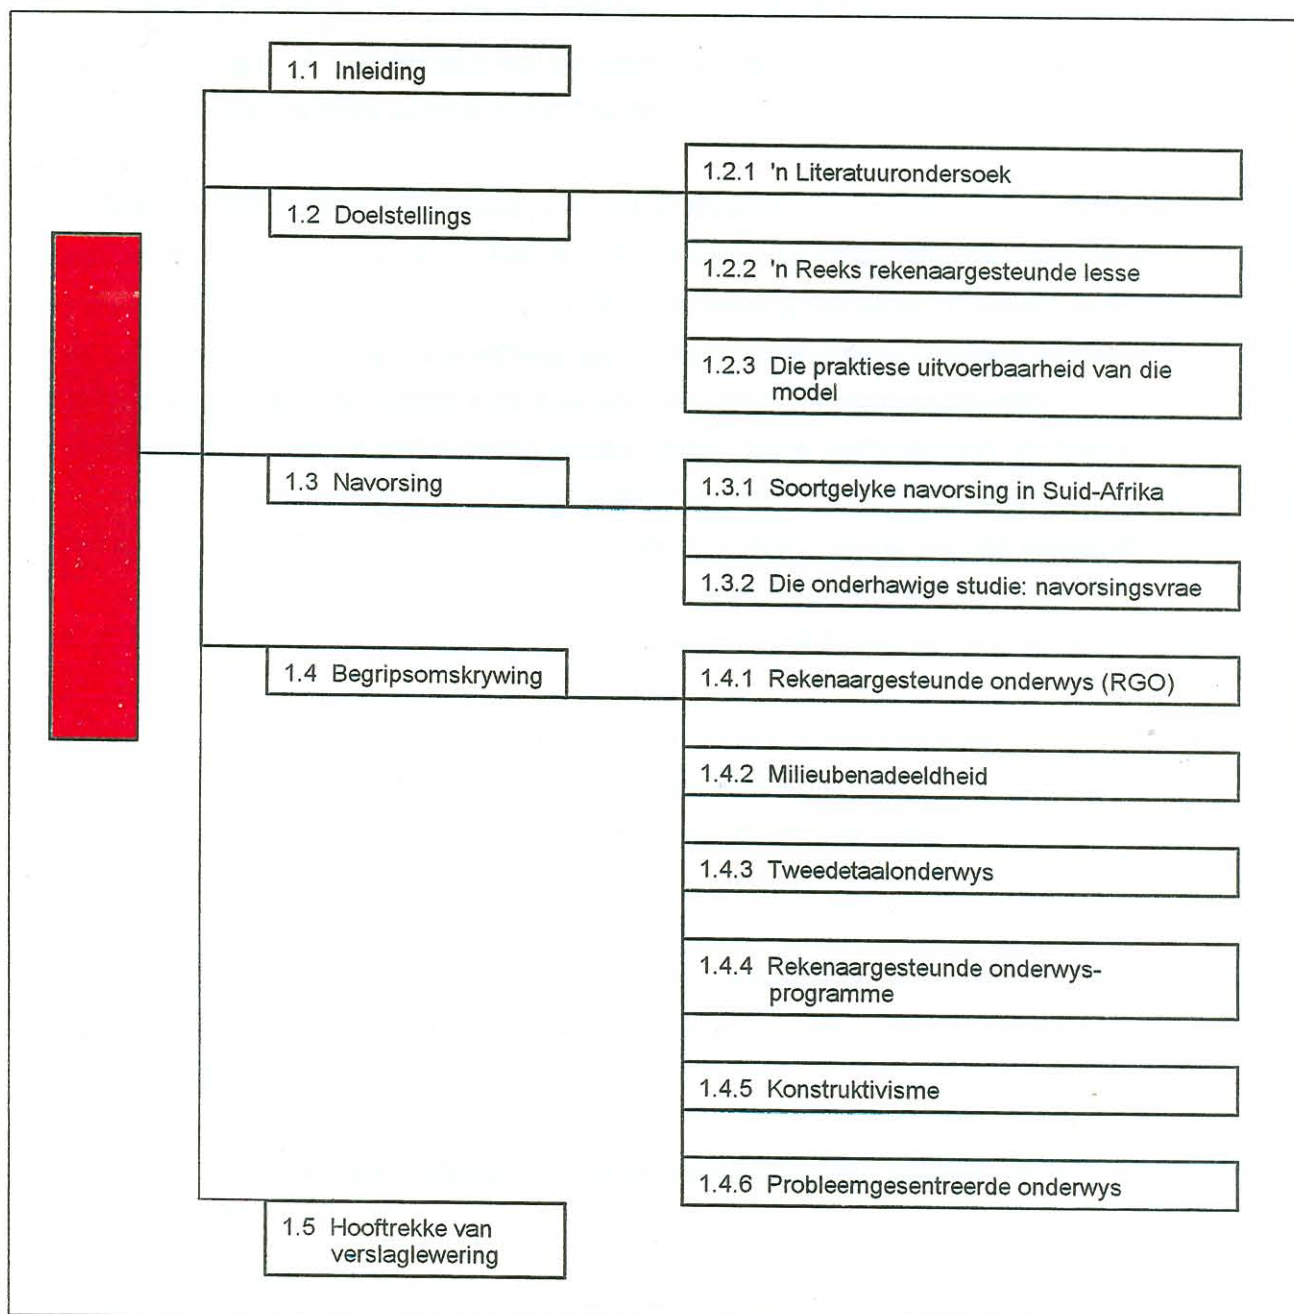 1.1 Inleiding
1.2 Doelstellings
1.2.1 'n Literatuurondersoek
1.2.2 'n Reeks rekenaargesteunde lesse
1.2.3 Die praktiese uitvoerbaarheid van die
model
1.3 Navorsing
1.3.1 Soortgelyke navorsing in Suid-Afrika
1.3.2 Die onderhawige studie: navorsingsvrae
1.4 Begripsomskrywing
1.4.1 Rekenaargesteunde onderwys (RGO)
1.4.2 Milieubenadeeldheid
1.4.3 Tweedetaalonderwys
1.4.4 Rekenaargesteunde onderwys-
programme
1.4.5 Konstruktivisme
1.4.6 Probleemgesentreerde onderwys
1.5 Hooftrekke van
verslaglewering